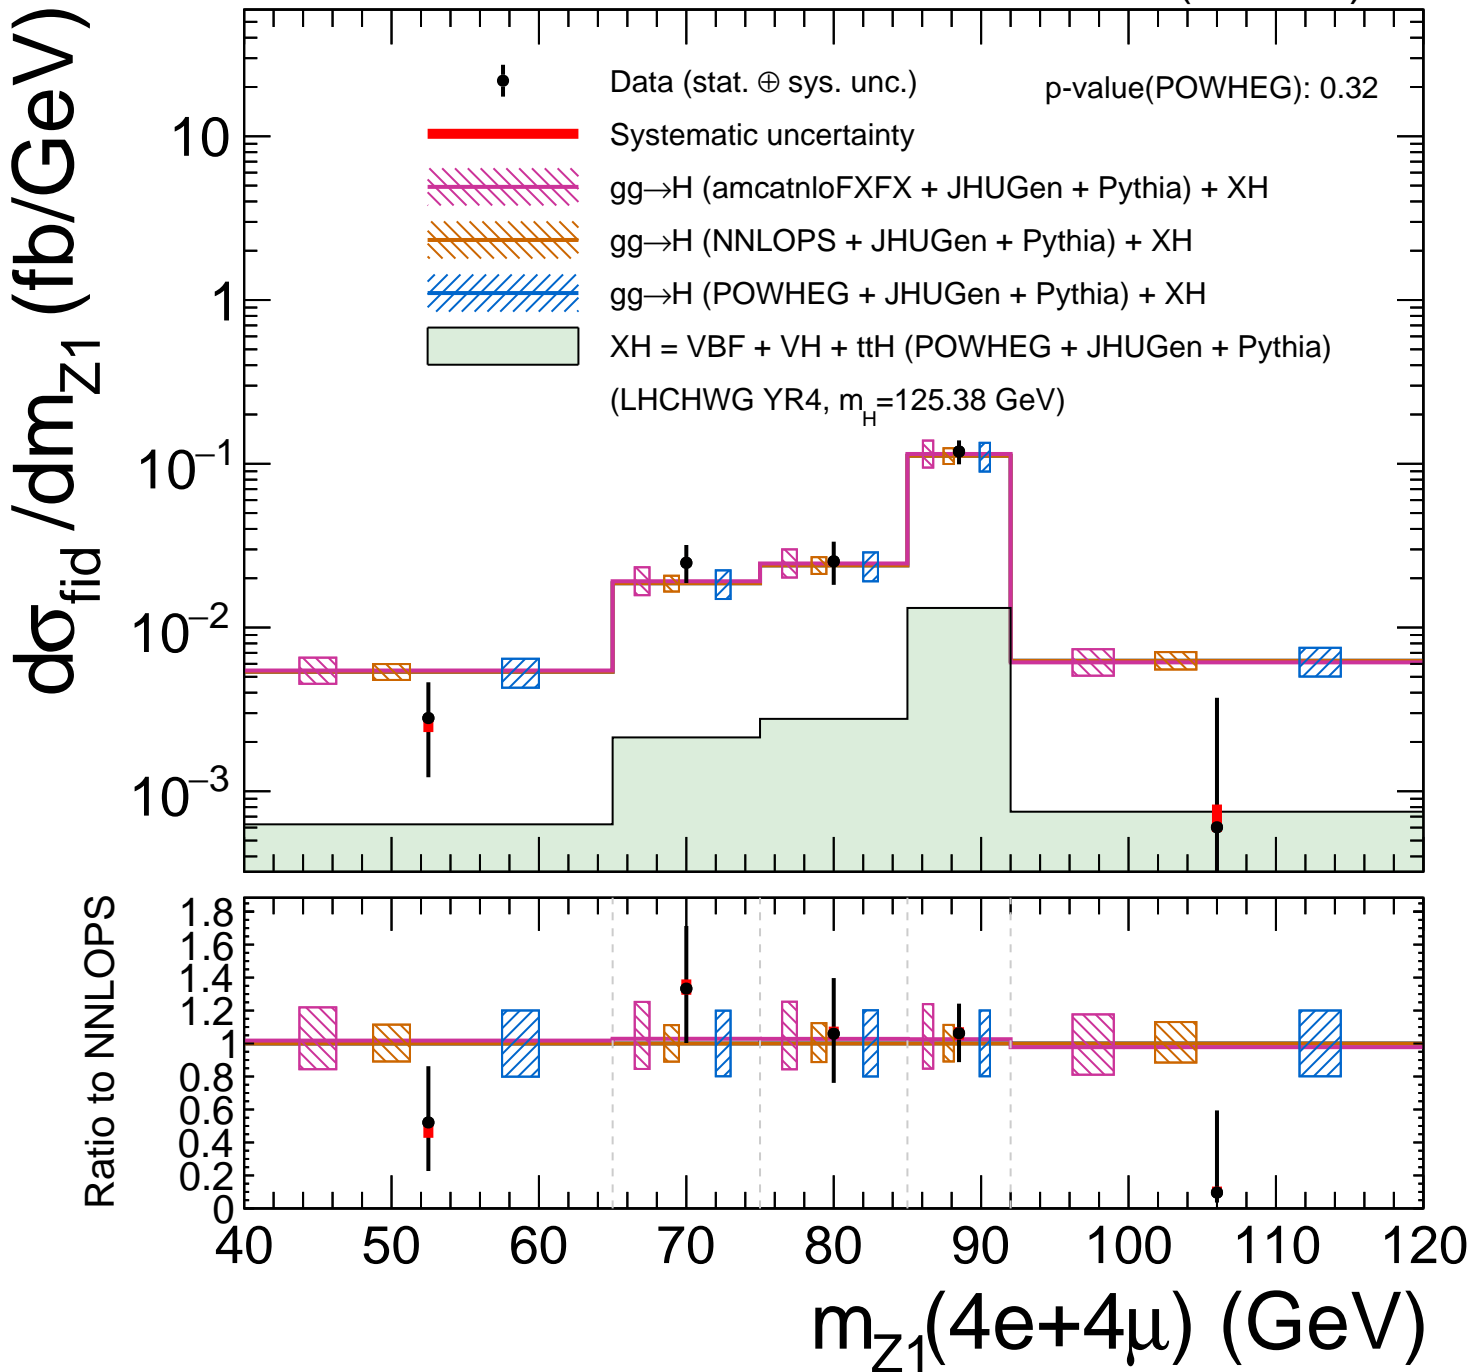 Data (stat. ⊕ sys. unc.)
p-value(POWHEG): 0.32
Systematic uncertainty
gg→H (amcatnloFXFX + JHUGen + Pythia) + XH
gg→H (NNLOPS + JHUGen + Pythia) + XH
gg→H (POWHEG + JHUGen + Pythia) + XH
XH = VBF + VH + ttH (POWHEG + JHUGen + Pythia)
(LHCHWG YR4, m_H=125.38 GeV)
dσ_fid/dm_Z1 (fb/GeV)
10
1
10^−1
10^−2
10^−3
Ratio to NNLOPS
1.8
1.6
1.4
1.2
1
0.8
0.6
0.4
0.2
0
40 50 60 70 80 90 100 110 120
m_Z1(4e+4μ) (GeV)